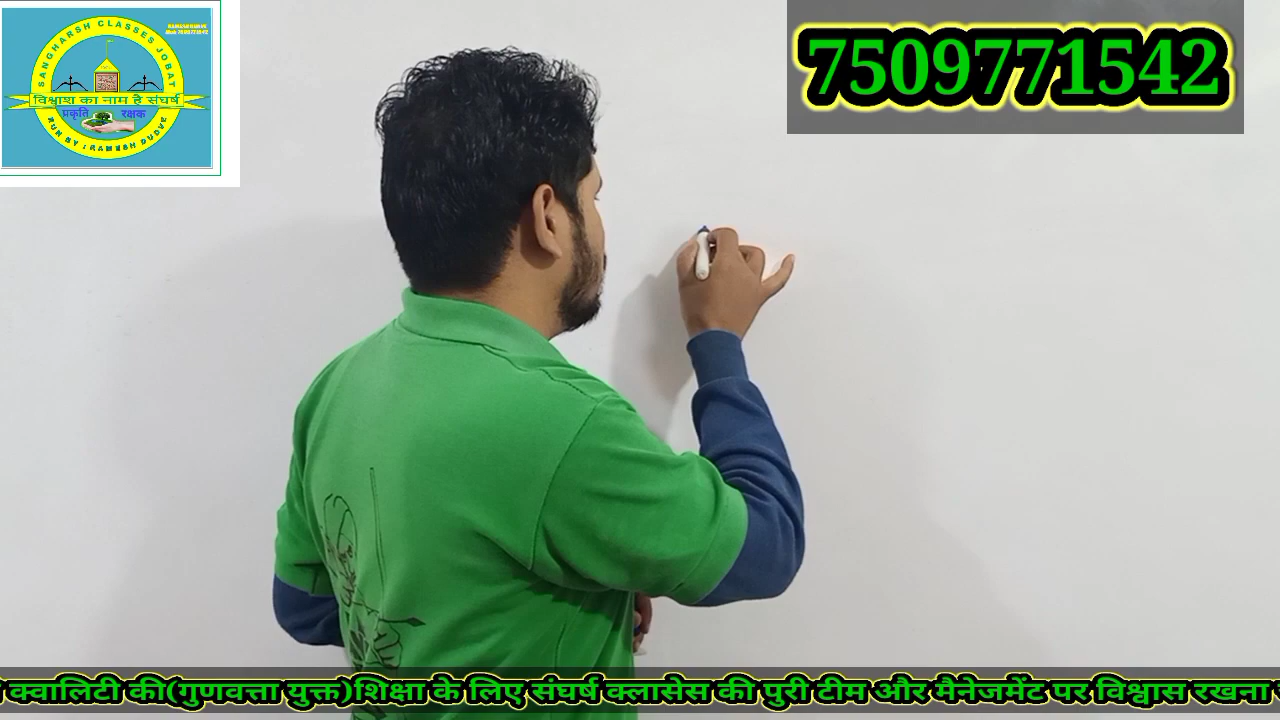 SANGHARSH CLASSES JOBAT
विश्वाश का नाम है संघर्ष
प्रकृति रक्षक
RUN BY : RAMESH DUDVE
7509771542
क्वालिटी की(गुणवत्ता युक्त)शिक्षा के लिए संघर्ष क्लासेस की पुरी टीम और मैनेजमेंट पर विश्वास रखना